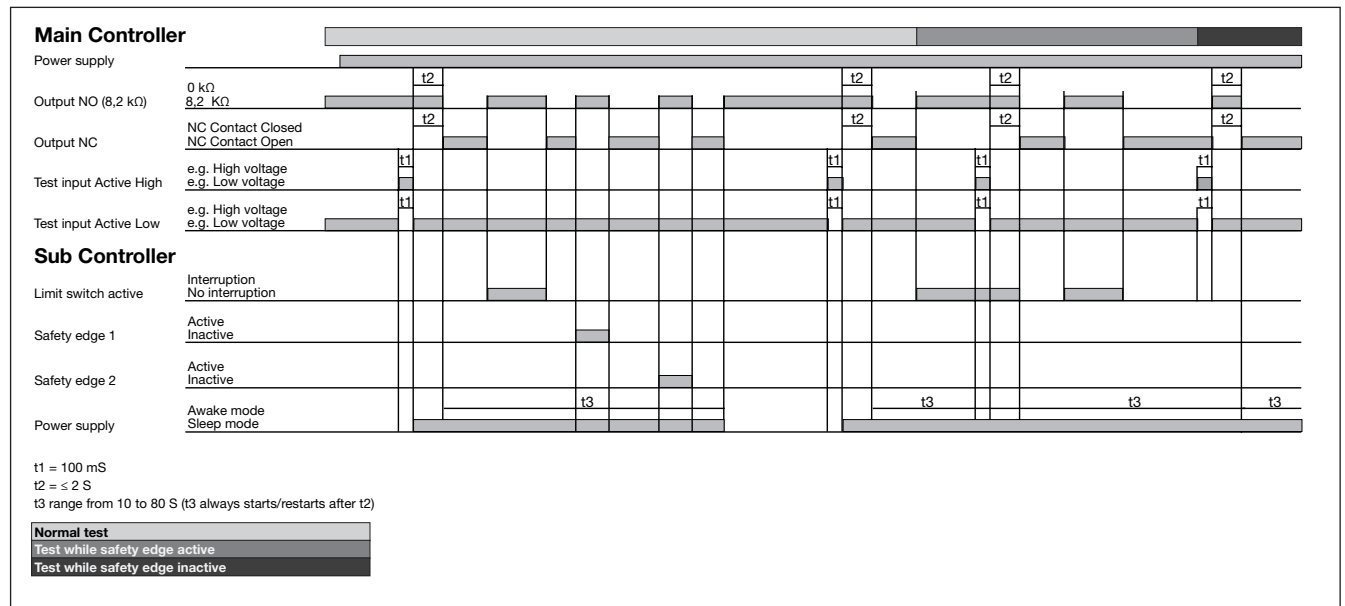 Main Controller
Power supply
t2 t2 t2 t2
0 kΩ
Output NO (8,2 kΩ) 8,2 KΩ
t2 t2 t2 t2
NC Contact Closed
Output NC NC Contact Open
t1 t1 t1 t1
e.g. High voltage
Test input Active High e.g. Low voltage
t1 t1 t1 t1
e.g. High voltage
Test input Active Low e.g. Low voltage
Sub Controller
Interruption
Limit switch active No interruption
Active
Safety edge 1 Inactive
Active
Safety edge 2 Inactive
t3 t3 t3 t3
Awake mode
Power supply Sleep mode
t1 = 100 mS
t2 = ≤ 2 S
t3 range from 10 to 80 S (t3 always starts/restarts after t2)
Normal test
Test while safety edge active
Test while safety edge inactive